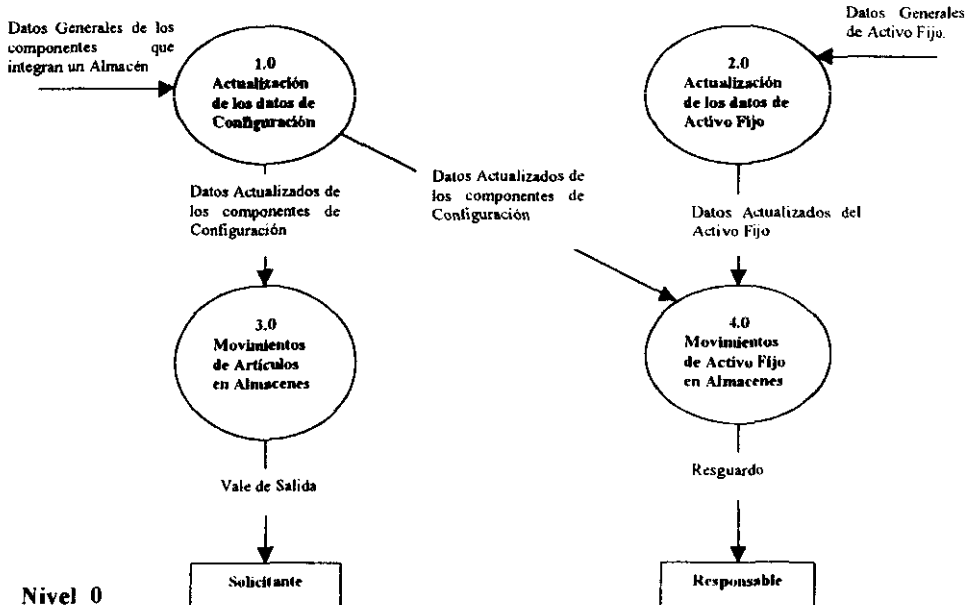 Datos Generales de los
componentes que
integran un Almacén
Datos Generales
de Activo Fijo.
1.0
Actualización
de los datos de
Configuración
2.0
Actualización
de los datos de
Activo Fijo
Datos Actualizados de
los componentes de
Configuración
Datos Actualizados de
los componentes de
Configuración
Datos Actualizados del
Activo Fijo
3.0
Movimientos
de Artículos
en Almacenes
4.0
Movimientos
de Activo Fijo
en Almacenes
Vale de Salida
Resguardo
Solicitante
Responsable
Nivel 0